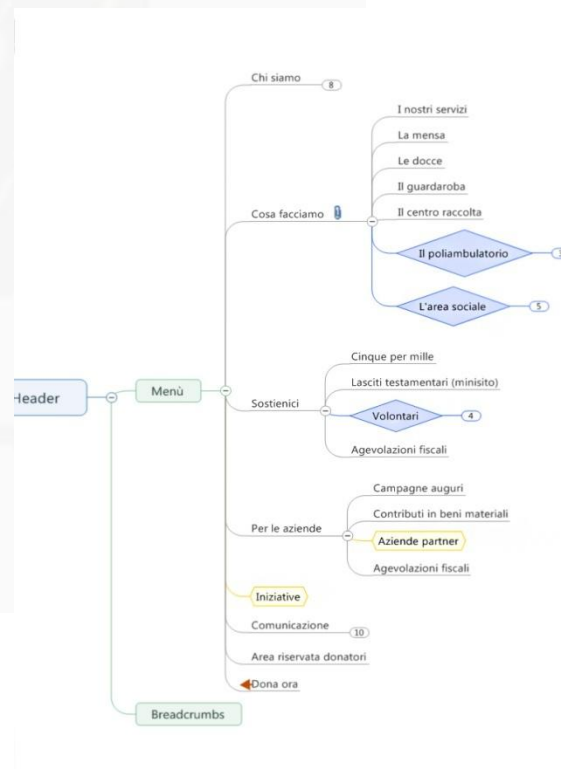 Chi siamo
8
I nostri servizi
La mensa
Le docce
Il guardaroba
Cosa facciamo
Il centro raccolta
Il poliambulatorio
L'area sociale
5
Cinque per mille
Lasciti testamentari (minisito)
Header
Menù
Sostienici
Volontari
4
Agevolazioni fiscali
Campagne auguri
Contributi in beni materiali
Per le aziende
Aziende partner
Agevolazioni fiscali
Iniziative
Comunicazione
10
Area riservata donatori
Dona ora
Breadcrumbs